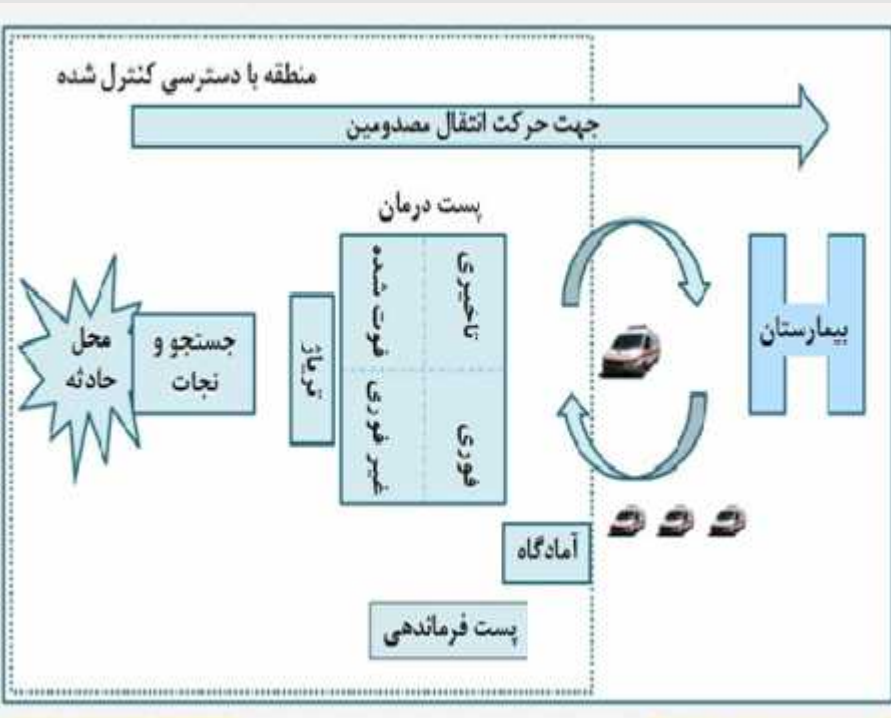 منطقه با دسترسي کنترل شده
جهت حرکت انتقال مصدومین
پست درمان
محل
حادثه
جستجو و
نجات
تریاژ
فوت شده
تاخیری
غیر فوری
فوری
بیمارستان
آمادگاه
پست فرماندهی